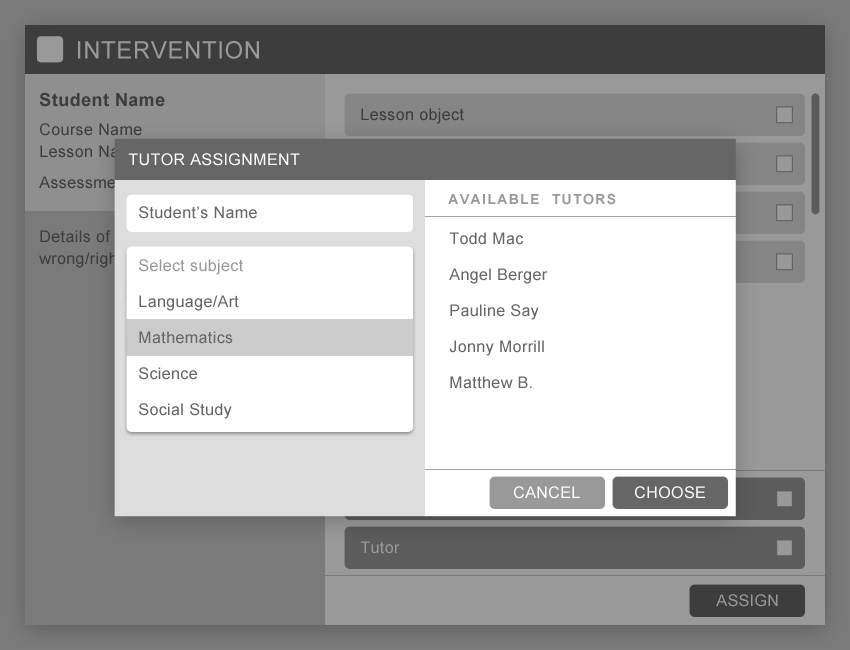 INTERVENTION
Student Name
Course Name
Lesson Na
Assessme
Details of
wrong/righ
Lesson object
TUTOR ASSIGNMENT
Student’s Name
Select subject
Language/Art
Mathematics
Science
Social Study
AVAILABLE TUTORS
Todd Mac
Angel Berger
Pauline Say
Jonny Morrill
Matthew B.
CANCEL
CHOOSE
Tutor
ASSIGN